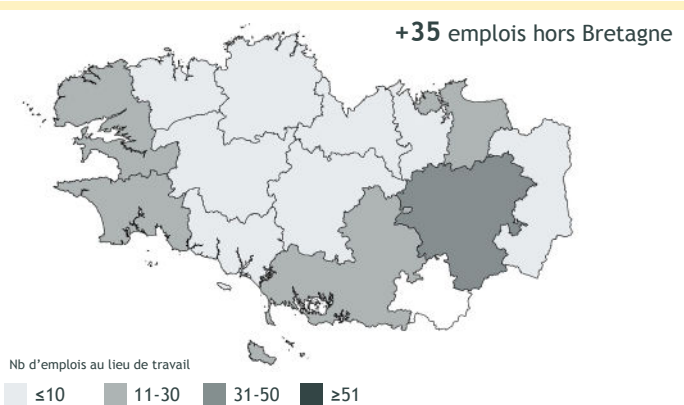 +35 emplois hors Bretagne
Nb d'emplois au lieu de travail
≤10 11-30 31-50 ≥51